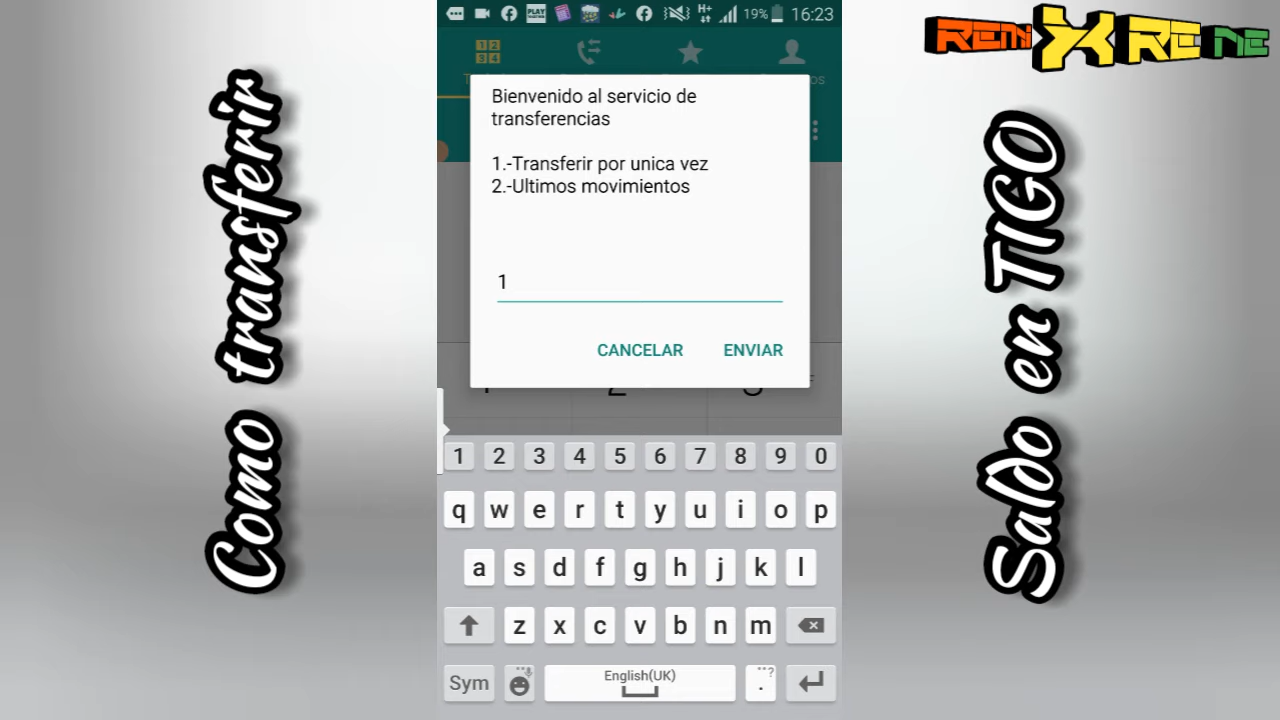 Como transferir
PLAY
H+
19%
16:23
Bienvenido al servicio de
transferencias
1.-Transferir por unica vez
2.-Ultimos movimientos
1
CANCELAR ENVIAR
1 2 3 4 5 6 7 8 9 0
q w e r t y u i o p
a s d f g h j k l
z x c v b n m
Sym
English(UK)
.
REMI X RENE
Saldo en TIGO